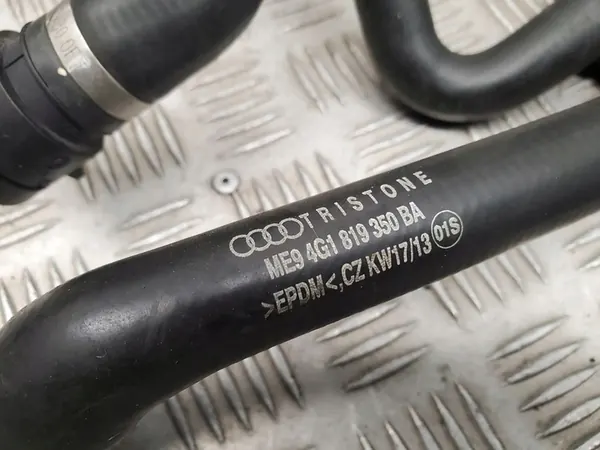 TRISTONE
ME9 4G1 819 350 BA
>EPDM<,CZ KW17/13 01S